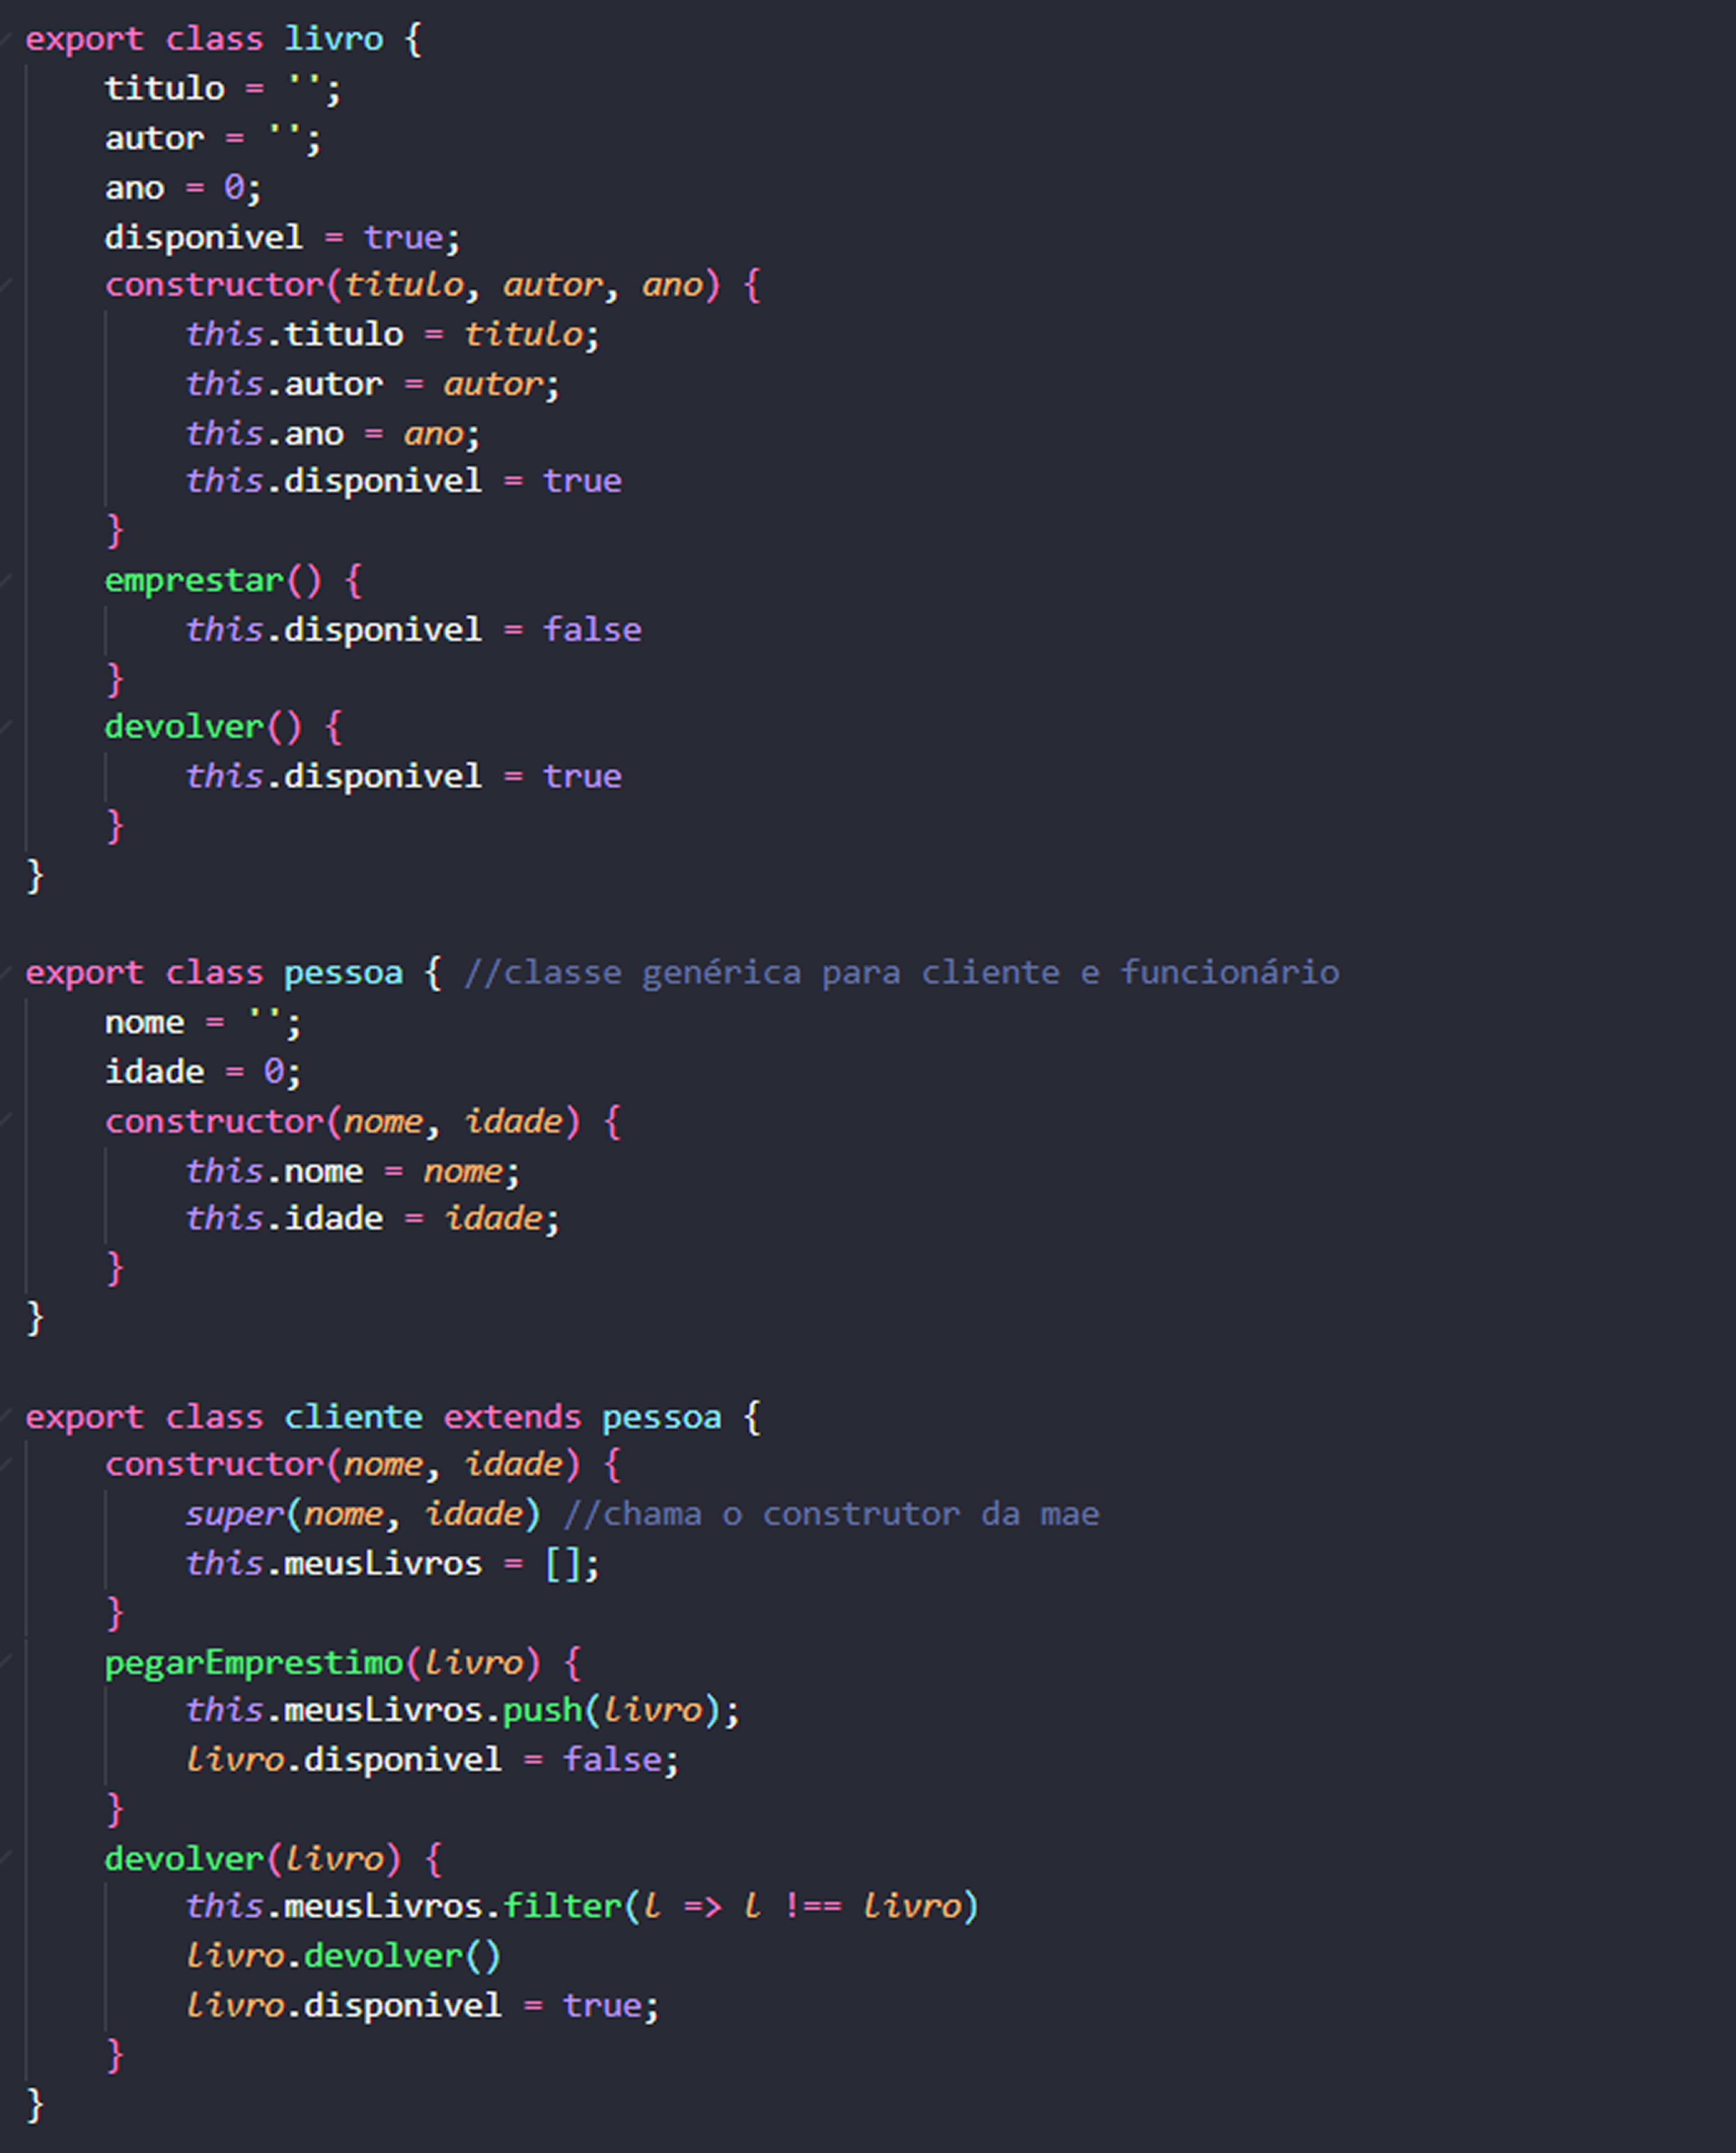 export class livro {
    titulo = '';
    autor = '';
    ano = 0;
    disponivel = true;
    constructor(titulo, autor, ano) {
        this.titulo = titulo;
        this.autor = autor;
        this.ano = ano;
        this.disponivel = true
    }
    emprestar() {
        this.disponivel = false
    }
    devolver() {
        this.disponivel = true
    }
}

export class pessoa { //classe genérica para cliente e funcionário
    nome = '';
    idade = 0;
    constructor(nome, idade) {
        this.nome = nome;
        this.idade = idade;
    }
}

export class cliente extends pessoa {
    constructor(nome, idade) {
        super(nome, idade) //chama o construtor da mae
        this.meusLivros = [];
    }
    pegarEmprestimo(livro) {
        this.meusLivros.push(livro);
        livro.disponivel = false;
    }
    devolver(livro) {
        this.meusLivros.filter(l => l !== livro)
        livro.devolver()
        livro.disponivel = true;
    }
}